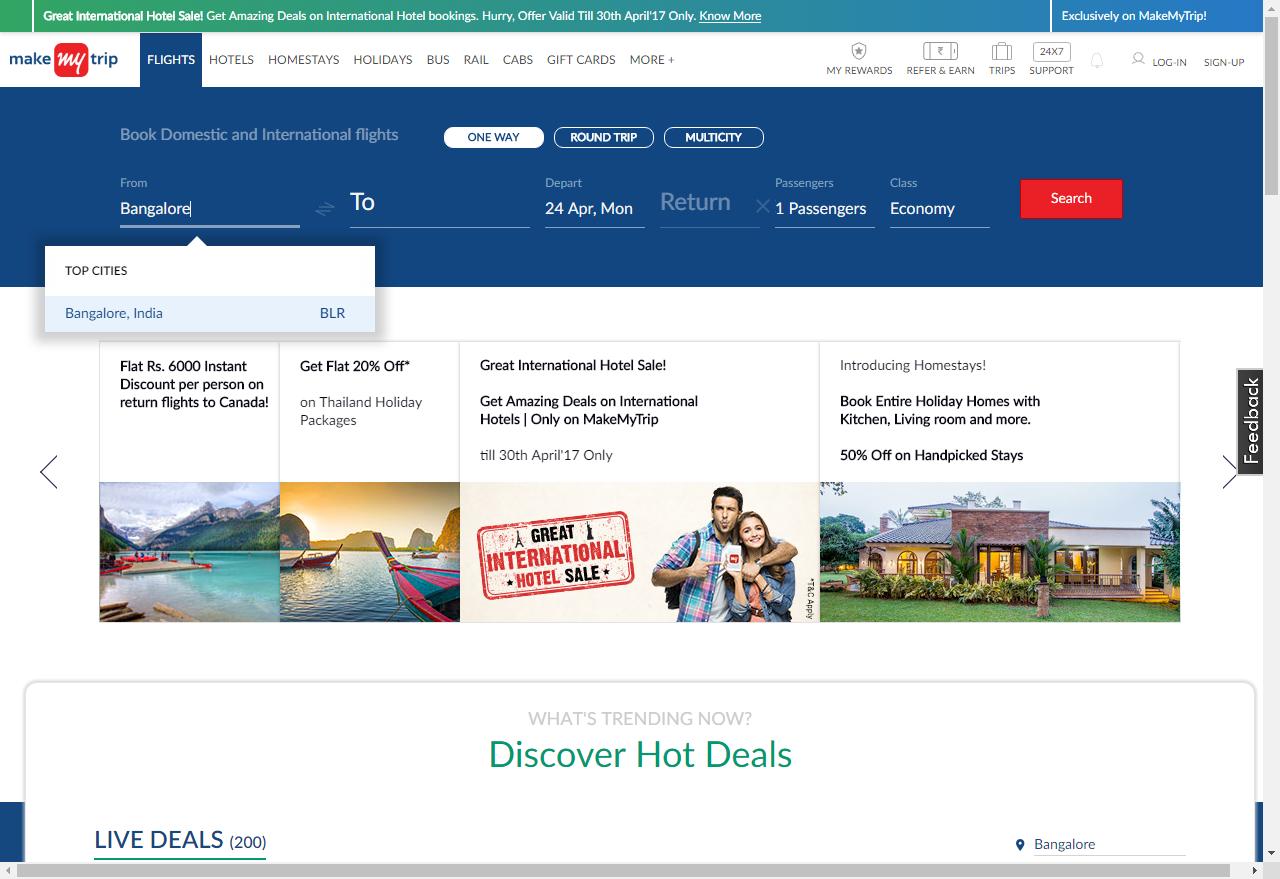 Great International Hotel Sale! Get Amazing Deals on International Hotel bookings. Hurry, Offer Valid Till 30th April'17 Only. Know More
Exclusively on MakeMyTrip!
make my trip
FLIGHTS HOTELS HOMESTAYS HOLIDAYS BUS RAIL CABS GIFT CARDS MORE +
MY REWARDS
REFER & EARN
TRIPS
24X7
SUPPORT
LOG-IN
SIGN-UP
Book Domestic and International flights
ONE WAY
ROUND TRIP
MULTICITY
From
Bangalore
To
Depart
24 Apr, Mon
Return
Passengers
1 Passengers
Class
Economy
Search
TOP CITIES
Bangalore, India BLR
Flat Rs. 6000 Instant
Discount per person on
return flights to Canada!
Get Flat 20% Off*
on Thailand Holiday
Packages
Great International Hotel Sale!
Get Amazing Deals on International
Hotels | Only on MakeMyTrip
till 30th April'17 Only
Introducing Homestays!
Book Entire Holiday Homes with
Kitchen, Living room and more.
50% Off on Handpicked Stays
Feedback
GREAT
INTERNATIONAL
HOTEL SALE
my
*T&C Apply
WHAT'S TRENDING NOW?
Discover Hot Deals
LIVE DEALS (200)
Bangalore